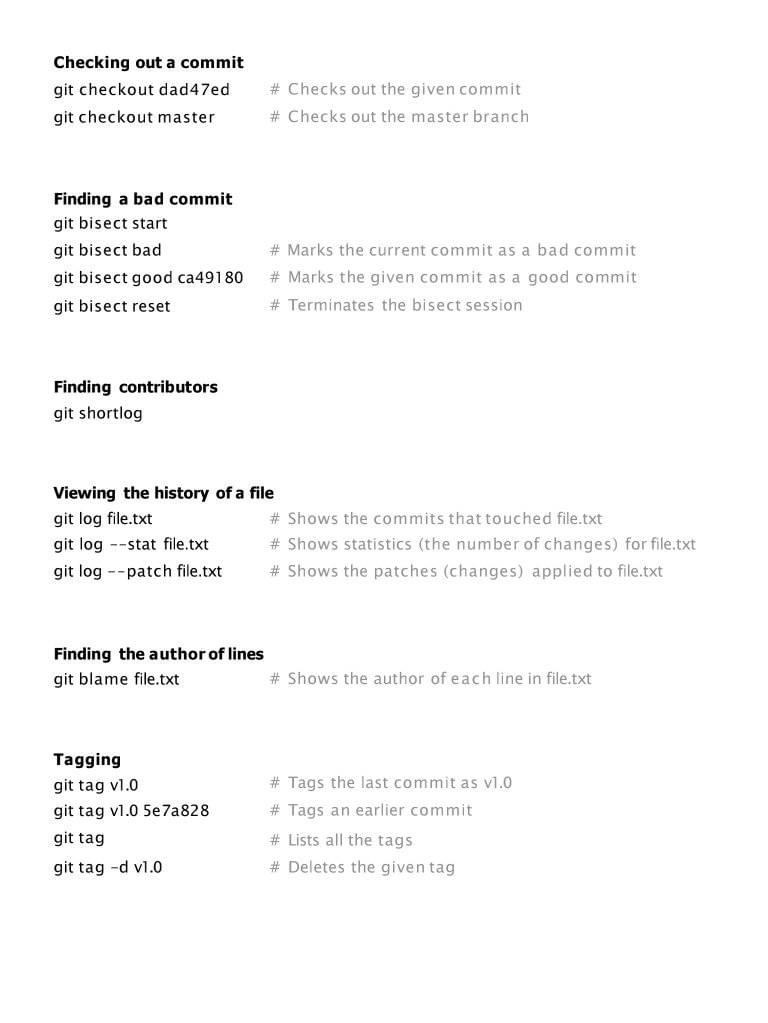 Checking out a commit
git checkout dad47ed # Checks out the given commit
git checkout master # Checks out the master branch
Finding a bad commit
git bisect start
git bisect bad # Marks the current commit as a bad commit
git bisect good ca49180 # Marks the given commit as a good commit
git bisect reset # Terminates the bisect session
Finding contributors
git shortlog
Viewing the history of a file
git log file.txt # Shows the commits that touched file.txt
git log --stat file.txt # Shows statistics (the number of changes) for file.txt
git log --patch file.txt # Shows the patches (changes) applied to file.txt
Finding the author of lines
git blame file.txt # Shows the author of each line in file.txt
Tagging
git tag v1.0 # Tags the last commit as v1.0
git tag v1.0 5e7a828 # Tags an earlier commit
git tag # Lists all the tags
git tag -d v1.0 # Deletes the given tag